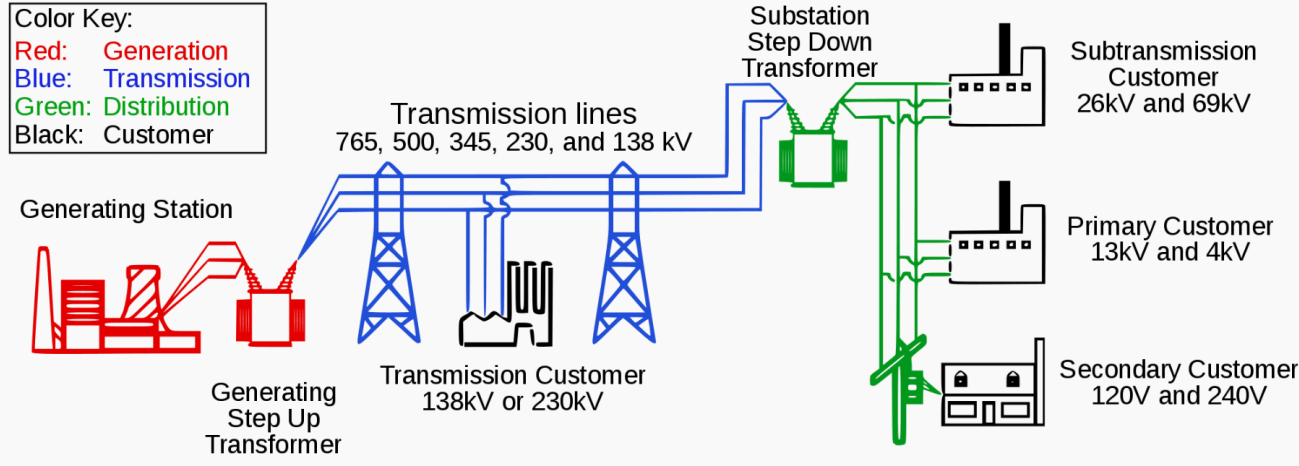 Color Key:
Red: Generation
Blue: Transmission
Green: Distribution
Black: Customer
Generating Station
Generating
Step Up
Transformer
Transmission lines
765, 500, 345, 230, and 138 kV
Transmission Customer
138kV or 230kV
Substation
Step Down
Transformer
Subtransmission
Customer
26kV and 69kV
Primary Customer
13kV and 4kV
Secondary Customer
120V and 240V